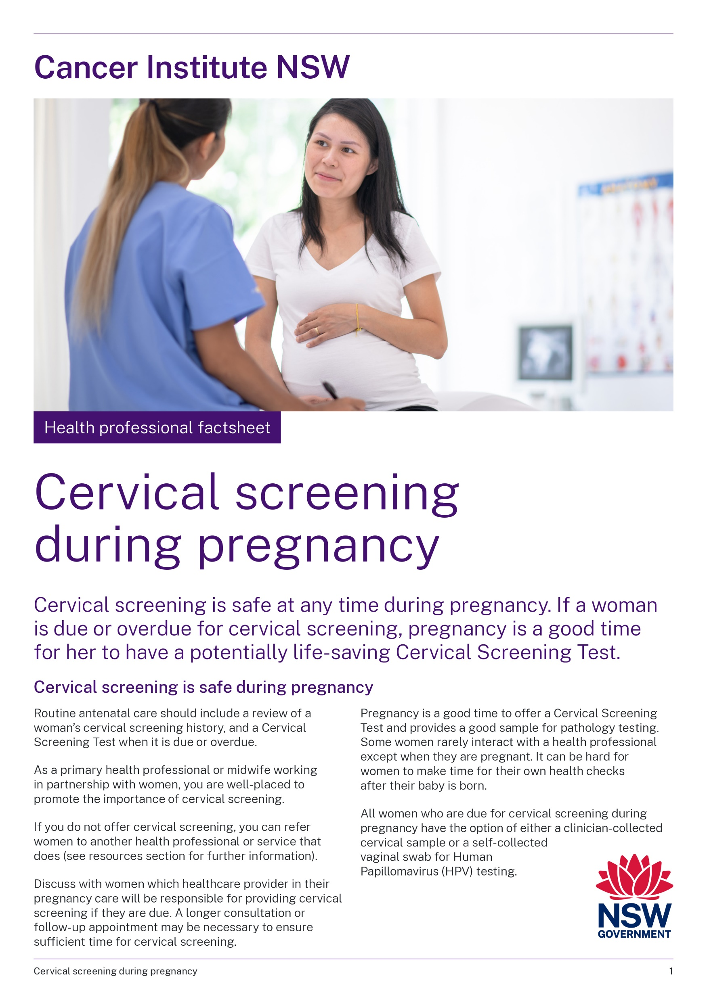 Cancer Institute NSW
Health professional factsheet
Cervical screening
during pregnancy
Cervical screening is safe at any time during pregnancy. If a woman
is due or overdue for cervical screening, pregnancy is a good time
for her to have a potentially life-saving Cervical Screening Test.
Cervical screening is safe during pregnancy
Routine antenatal care should include a review of a
woman’s cervical screening history, and a Cervical
Screening Test when it is due or overdue.
As a primary health professional or midwife working
in partnership with women, you are well-placed to
promote the importance of cervical screening.
If you do not offer cervical screening, you can refer
women to another health professional or service that
does (see resources section for further information).
Discuss with women which healthcare provider in their
pregnancy care will be responsible for providing cervical
screening if they are due. A longer consultation or
follow-up appointment may be necessary to ensure
sufficient time for cervical screening.
Pregnancy is a good time to offer a Cervical Screening
Test and provides a good sample for pathology testing.
Some women rarely interact with a health professional
except when they are pregnant. It can be hard for
women to make time for their own health checks
after their baby is born.
All women who are due for cervical screening during
pregnancy have the option of either a clinician-collected
cervical sample or a self-collected
vaginal swab for Human
Papillomavirus (HPV) testing.
NSW
GOVERNMENT
Cervical screening during pregnancy
1